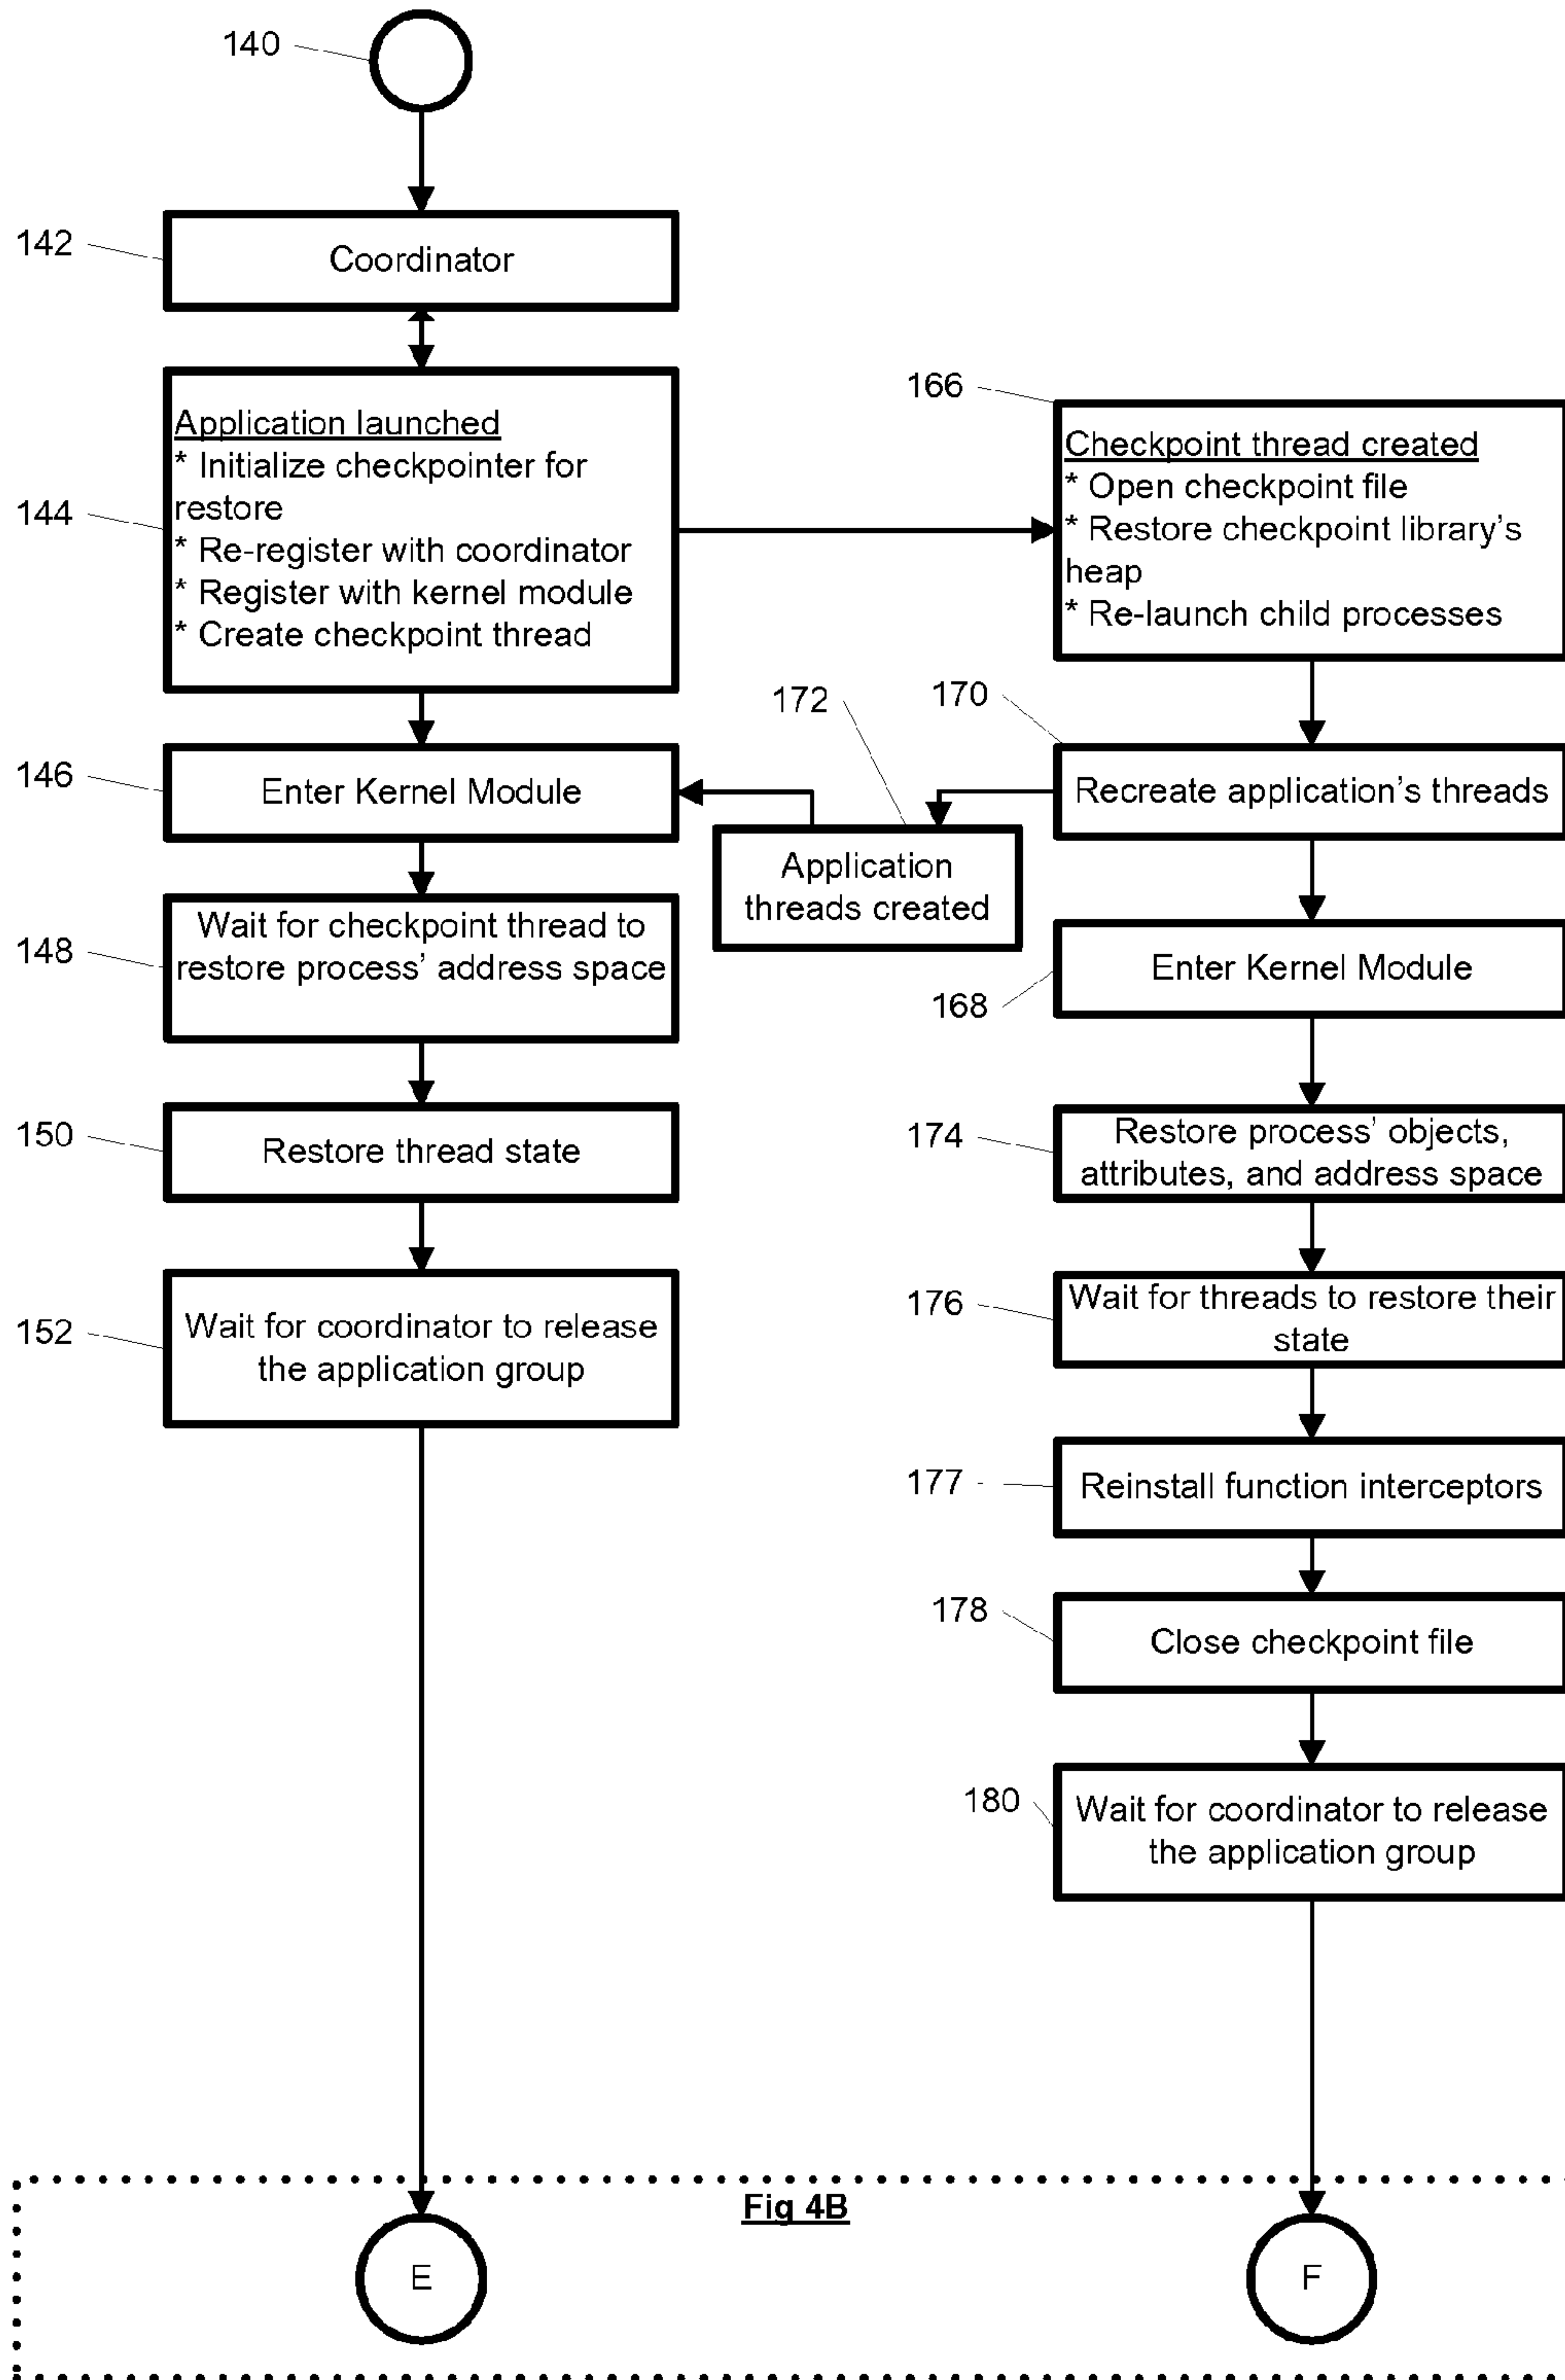 140
142
Coordinator
144
Application launched
* Initialize checkpointer for
restore
* Re-register with coordinator
* Register with kernel module
* Create checkpoint thread
166
Checkpoint thread created
* Open checkpoint file
* Restore checkpoint library's
heap
* Re-launch child processes
146
Enter Kernel Module
172
Application
threads created
170
Recreate application's threads
148
Wait for checkpoint thread to
restore process' address space
168
Enter Kernel Module
150
Restore thread state
174
Restore process' objects,
attributes, and address space
152
Wait for coordinator to release
the application group
176
Wait for threads to restore their
state
177
Reinstall function interceptors
178
Close checkpoint file
180
Wait for coordinator to release
the application group
Fig 4B
E
F